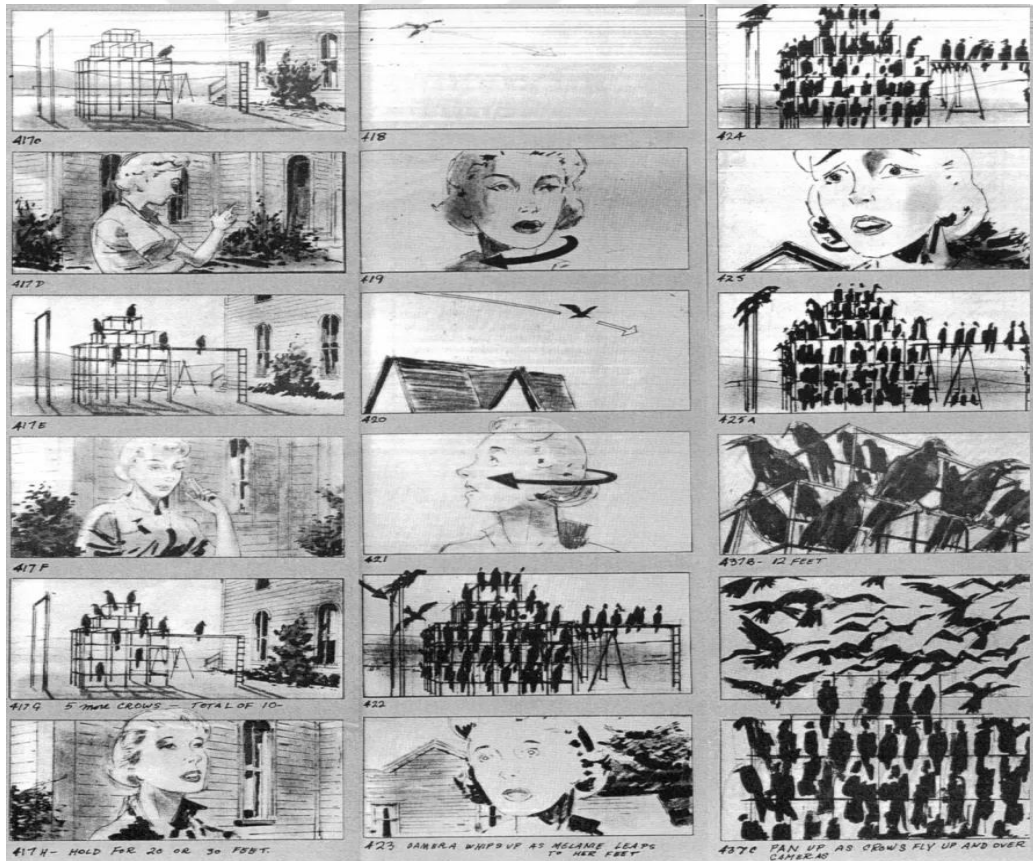 417C
417D
417E
417F
417G 5 more CROWS - TOTAL OF 10-
417H - HOLD FOR 20 OR 30 FEET.
418
419
420
421
422
423 CAMERA WHIPS UP AS MELANIE LEAPS
TO HER FEET
424
425
425A
437B - 12 FEET
437C PAN UP AS CROWS FLY UP AND OVER
CAMERAS